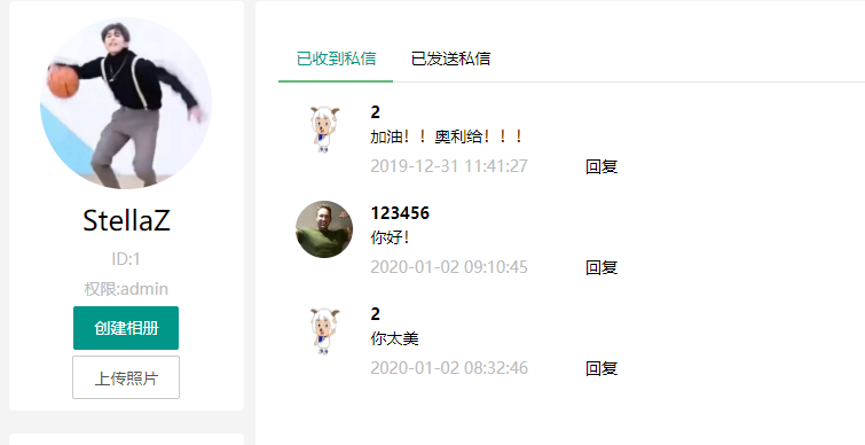 StellaZ
ID:1
权限:admin
创建相册
上传照片
已收到私信 已发送私信
2
加油！！奥利给！！！
2019-12-31 11:41:27 回复
123456
你好！
2020-01-02 09:10:45 回复
2
你太美
2020-01-02 08:32:46 回复